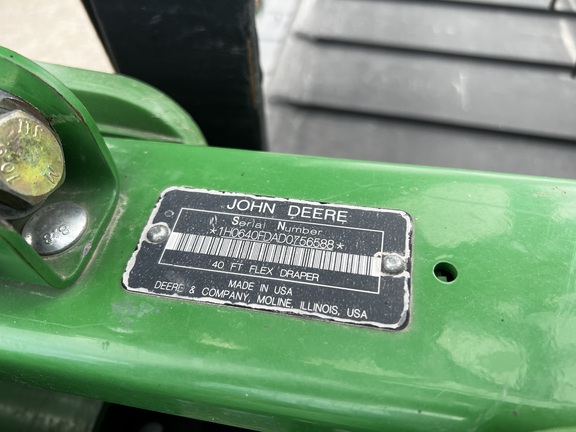 JOHN DEERE
Serial Number
*1H0640FDAD0756588*
40 FT FLEX DRAPER
MADE IN USA
DEERE & COMPANY, MOLINE, ILLINOIS, USA